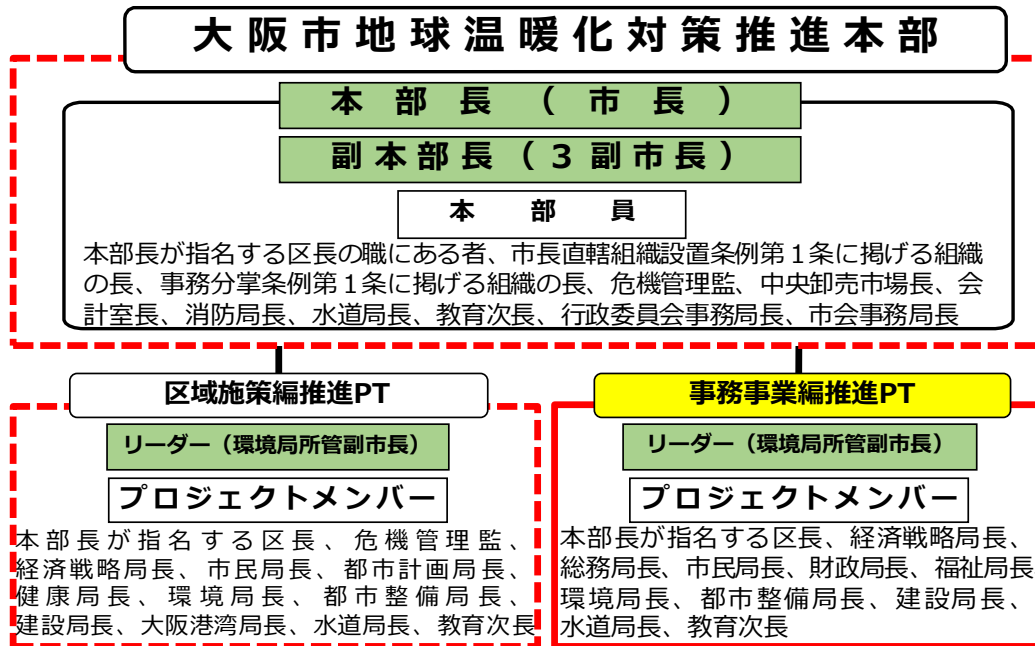 大阪市地球温暖化対策推進本部
本部長（市長）
副本部長（3副市長）
本部員
本部長が指名する区長の職にある者、市長直轄組織設置条例第１条に掲げる組織
の長、事務分掌条例第１条に掲げる組織の長、危機管理監、中央卸売市場長、会
計室長、消防局長、水道局長、教育次長、行政委員会事務局長、市会事務局長
区域施策編推進PT
リーダー（環境局所管副市長）
プロジェクトメンバー
本部長が指名する区長、危機管理監、
経済戦略局長、市民局長、都市計画局長、
健康局長、環境局長、都市整備局長、
建設局長、大阪港湾局長、水道局長、教育次長
事務事業編推進PT
リーダー（環境局所管副市長）
プロジェクトメンバー
本部長が指名する区長、経済戦略局長、
総務局長、市民局長、財政局長、福祉局長
環境局長、都市整備局長、建設局長、
水道局長、教育次長